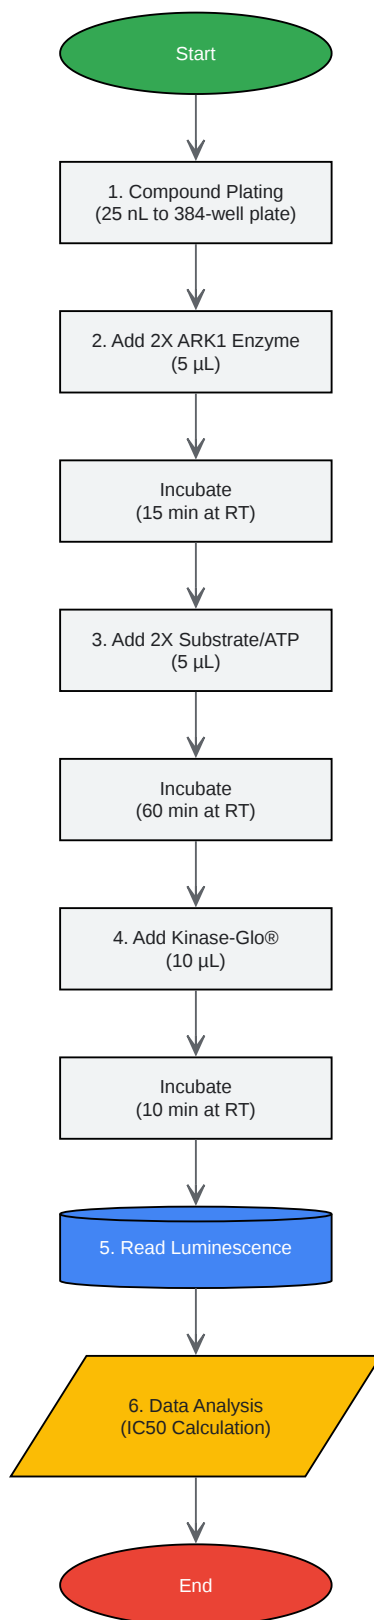 Start
1. Compound Plating
(25 nL to 384-well plate)
2. Add 2X ARK1 Enzyme
(5 µL)
Incubate
(15 min at RT)
3. Add 2X Substrate/ATP
(5 µL)
Incubate
(60 min at RT)
4. Add Kinase-Glo®
(10 µL)
Incubate
(10 min at RT)
5. Read Luminescence
6. Data Analysis
(IC50 Calculation)
End